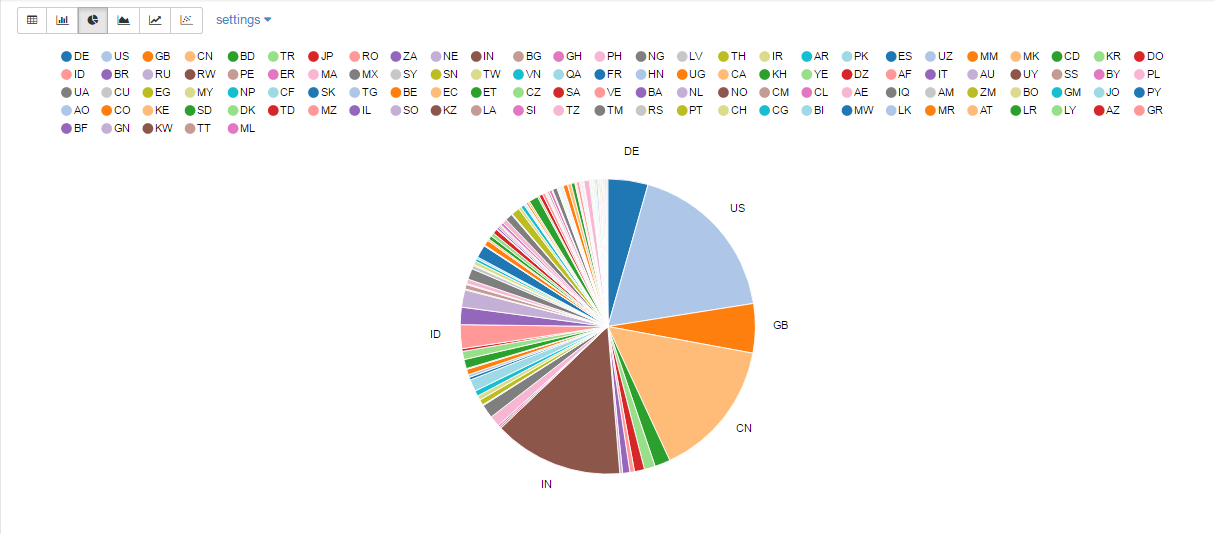 settings
DE US GB CN BD TR JP RO ZA NE IN BG GH PH NG LV TH IR AR PK ES UZ MM MK CD KR DO
ID BR RU RW PE ER MA MX SY SN TW VN QA FR HN UG CA KH YE DZ AF IT AU UY SS BY PL
UA CU EG MY NP CF SK TG BE EC ET CZ SA VE BA NL NO CM CL AE IQ AM ZM BO GM JO PY
AO CO KE SD DK TD MZ IL SO KZ LA SI TZ TM RS PT CH CG BI MW LK MR AT LR LY AZ GR
BF GN KW TT ML
DE
US
GB
ID
CN
IN